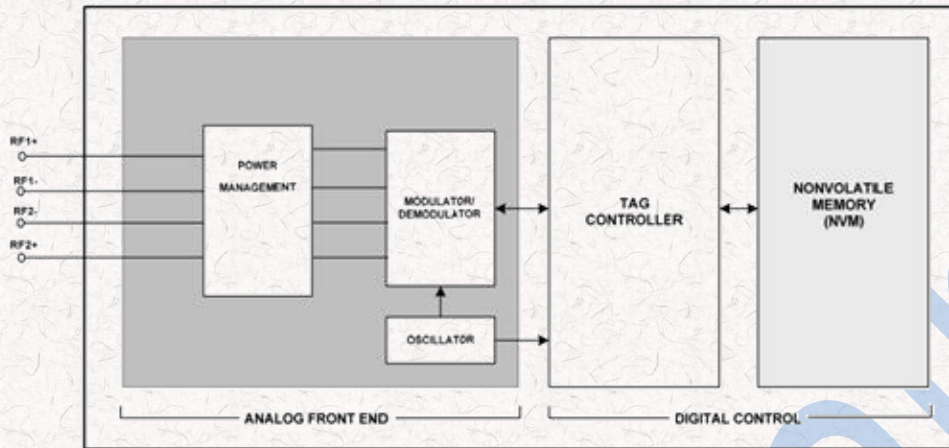 RF1+
RF1-
RF2-
RF2+
POWER
MANAGEMENT
MODULATOR/
DEMODULATOR
OSCILLATOR
TAG
CONTROLLER
NONVOLATILE
MEMORY
(NVM)
ANALOG FRONT END
DIGITAL CONTROL